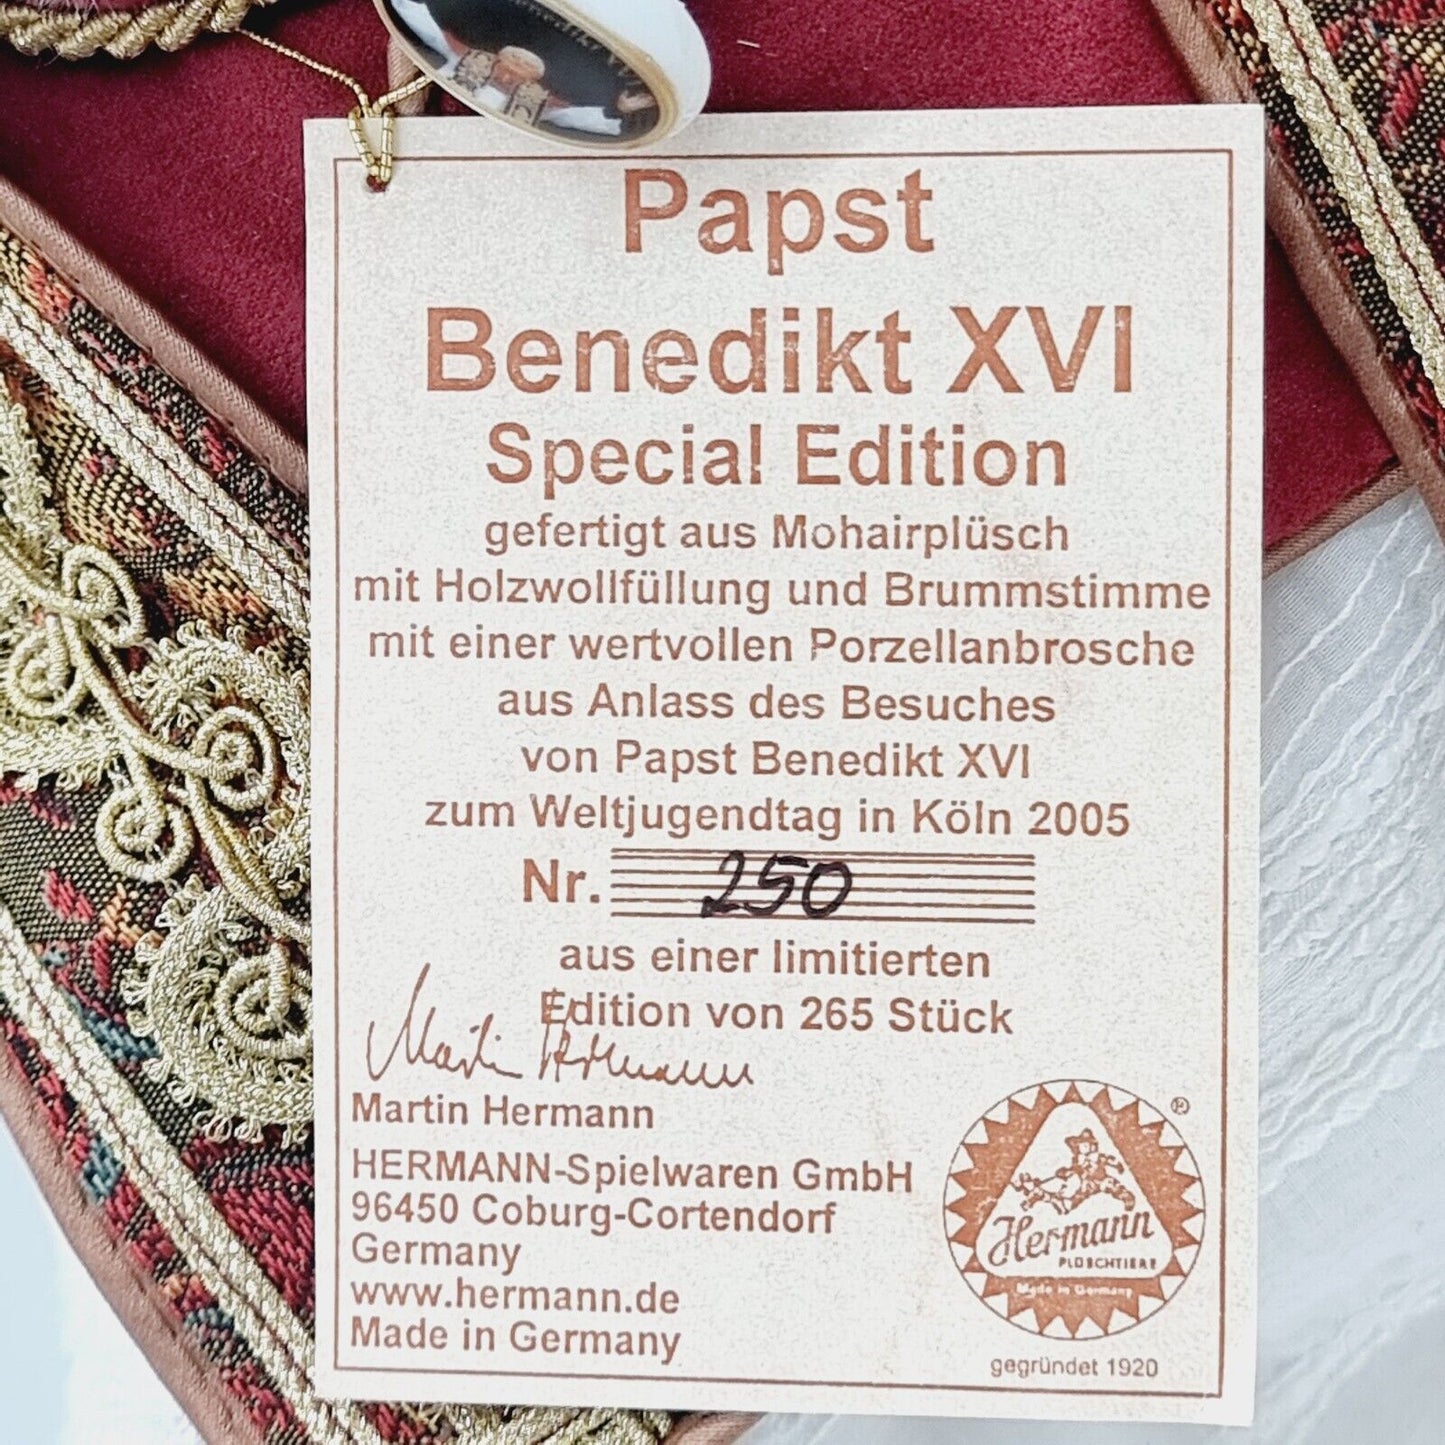 Papst
Benedikt XVI
Special Edition
gefertigt aus Mohairplüsch
mit Holzwollfüllung und Brummstimme
mit einer wertvollen Porzellanbrosche
aus Anlass des Besuches
von Papst Benedikt XVI
zum Weltjugendtag in Köln 2005
Nr. 250
aus einer limitierten
Edition von 265 Stück
Martin Hermann
Martin Hermann
HERMANN-Spielwaren GmbH
96450 Coburg-Cortendorf
Germany
www.hermann.de
Made in Germany
®
Hermann
PLÜSCHTIERE
Made in Germany
gegründet 1920